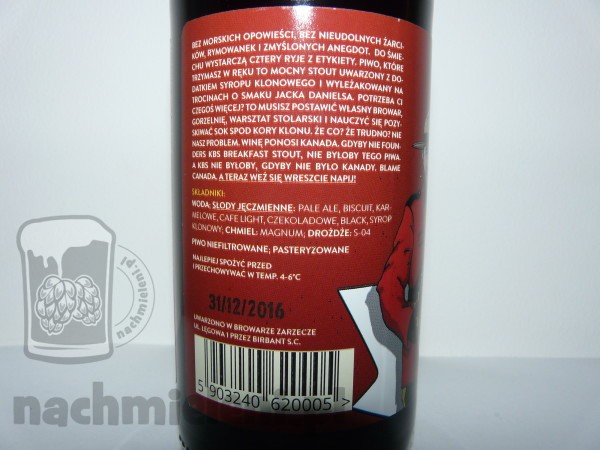 BEZ MORSKICH OPOWIEŚCI, BEZ NIEUDOLNYCH ŻARCI-
KÓW, RYMOWANEK I ZMYŚLONYCH ANEGDOT. DO ŚMIE-
CHU WYSTARCZĄ CZTERY RYJE Z ETYKIETY. PIWO, KTÓRE
TRZYMASZ W RĘKU TO MOCNY STOUT UWARZONY Z DO-
DATKIEM SYROPU KLONOWEGO I WYLEŻAKOWANY NA
TROCINACH O SMAKU JACKA DANIELSA. POTRZEBA CI
CZEGOŚ WIĘCEJ? TO MUSISZ POSTAWIĆ WŁASNY BROWAR,
GORZELNIĘ, WARSZTAT STOLARSKI I NAUCZYĆ SIĘ POZY-
SKIWAĆ SOK SPOD KORY KLONU. ŻE CO? ŻE TRUDNO? NIE
NASZ PROBLEM. WINĘ PONOSI KANADA. GDYBY NIE FOUN-
DERS KBS BREAKFAST STOUT, NIE BYŁOBY TEGO PIWA.
A KBS NIE BYŁOBY, GDYBY NIE BYŁO KANADY. BLAME
CANADA. A TERAZ WEŹ SIĘ WRESZCIE NAPIJ!
SKŁADNIKI:
WODA; SŁODY JĘCZMIENNE: PALE ALE, BISCUIT, KAR-
MELOWE, CAFE LIGHT, CZEKOLADOWE, BLACK, SYROP
KLONOWY; CHMIEL: MAGNUM; DROŻDŻE: S-04
PIWO NIEFILTROWANE; PASTERYZOWANE
NAJLEPIEJ SPOŻYĆ PRZED
I PRZECHOWYWAĆ W TEMP. 4-6°C
31/12/2016
UWARZONO W BROWARZE ZARZECZE
UL. ŁĘGOWA 1 PRZEZ BIRBANT S.C.
5 903240 620005 >
nachmieleni.pl